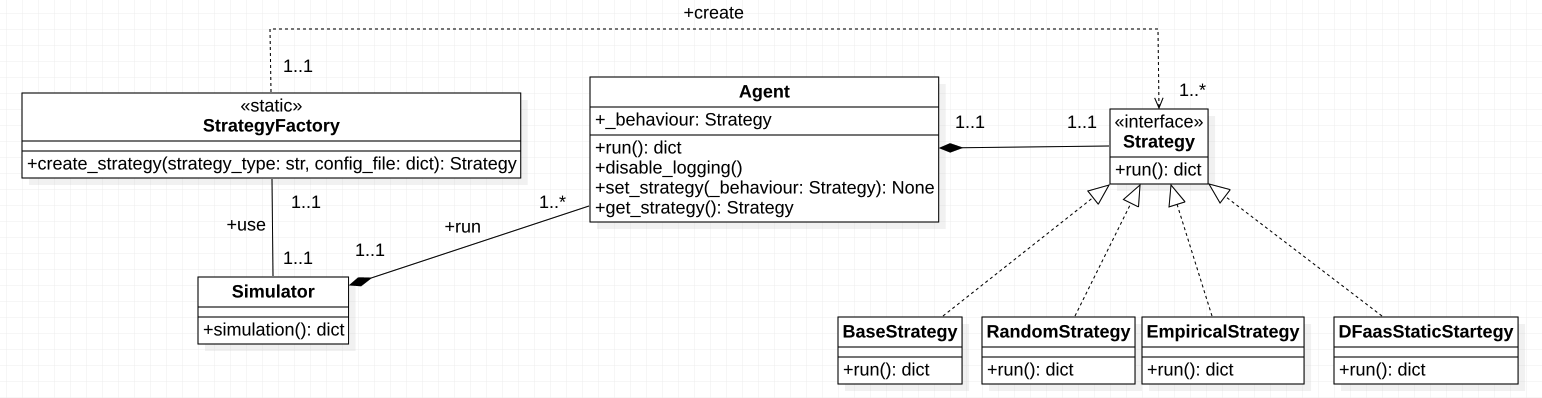 +create
1..1
1..*
«static»
StrategyFactory
+create_strategy(strategy_type: str, config_file: dict): Strategy
Agent
+_behaviour: Strategy
+run(): dict
+disable_logging()
+set_strategy(_behaviour: Strategy): None
+get_strategy(): Strategy
1..1
1..1
«interface»
Strategy
+run(): dict
1..1
+use
1..1
1..*
+run
1..1
Simulator
+simulation(): dict
BaseStrategy
+run(): dict
RandomStrategy
+run(): dict
EmpiricalStrategy
+run(): dict
DFaasStaticStartegy
+run(): dict